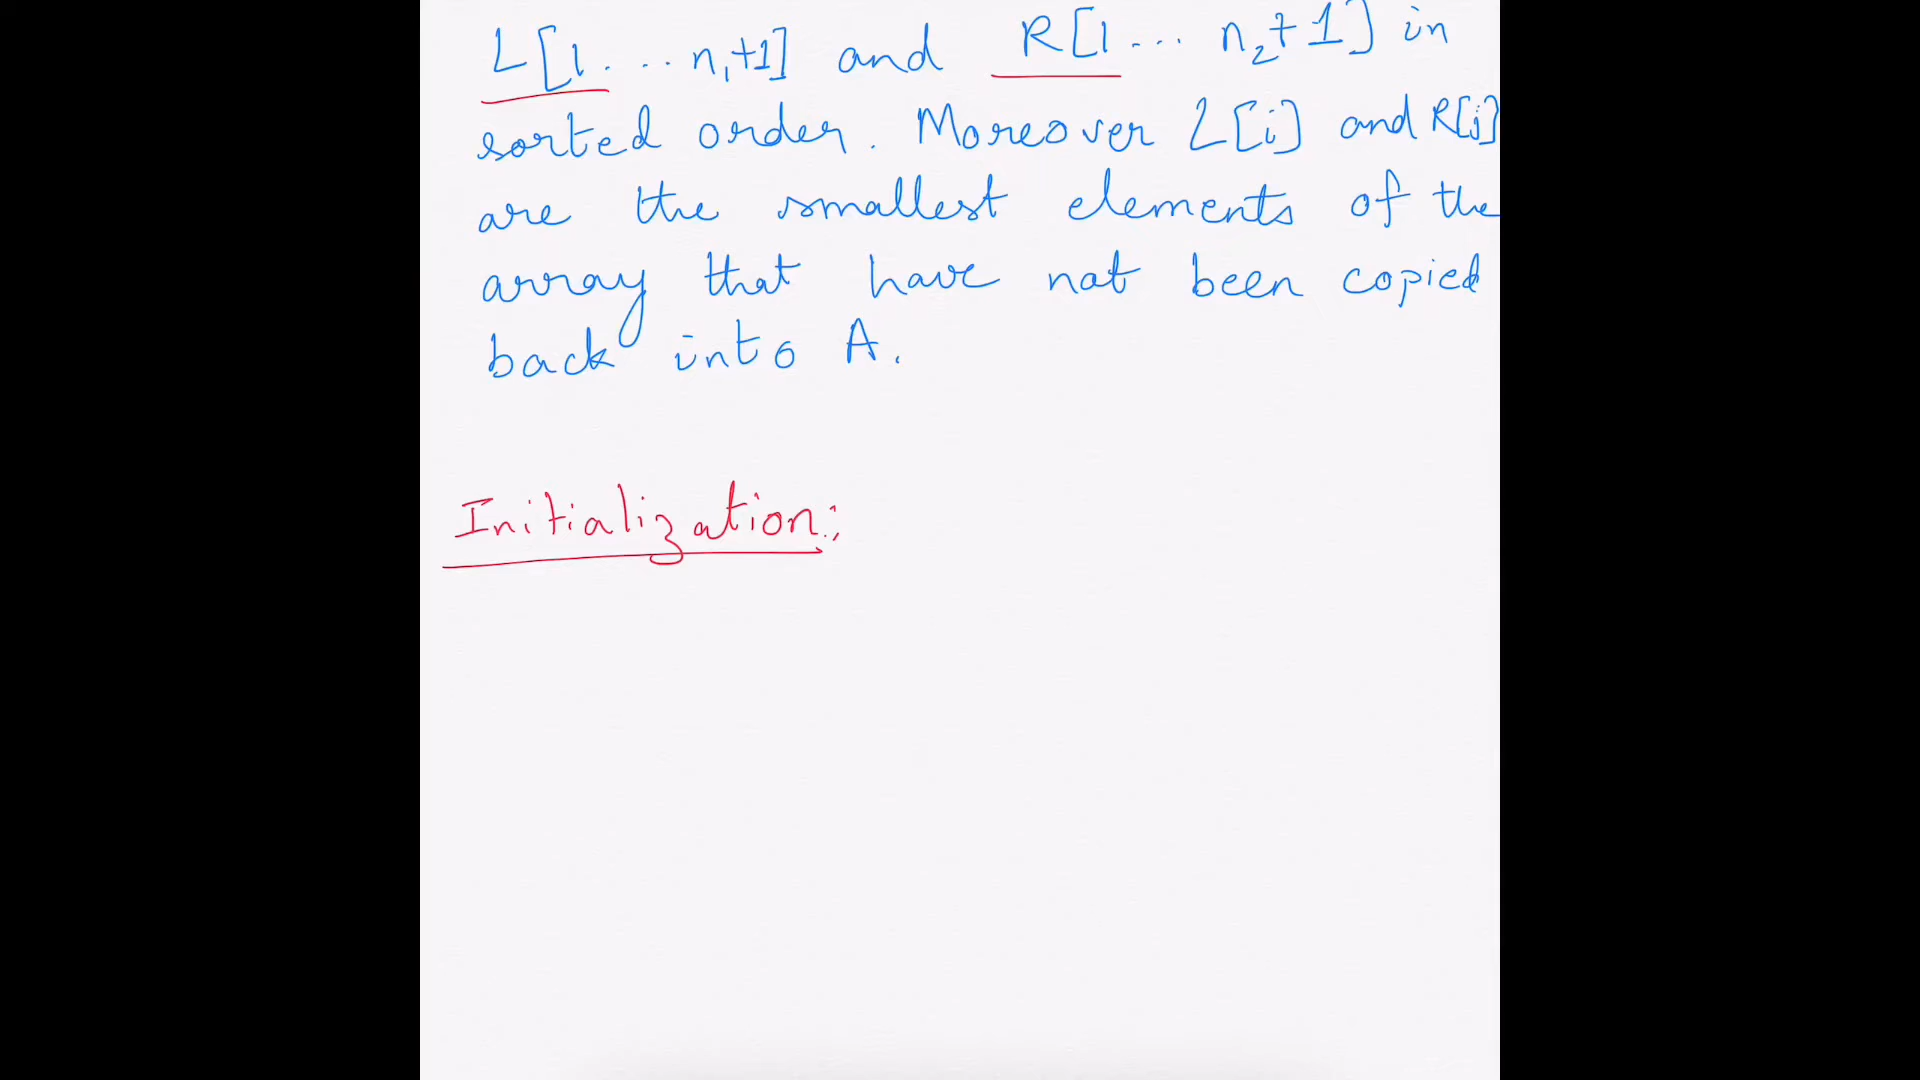 L[1... n₁+1] and R[1... n₂+1] in
sorted order. Moreover L[i] and R[j]
are the smallest elements of the
array that have not been copied
back into A.
Initialization: